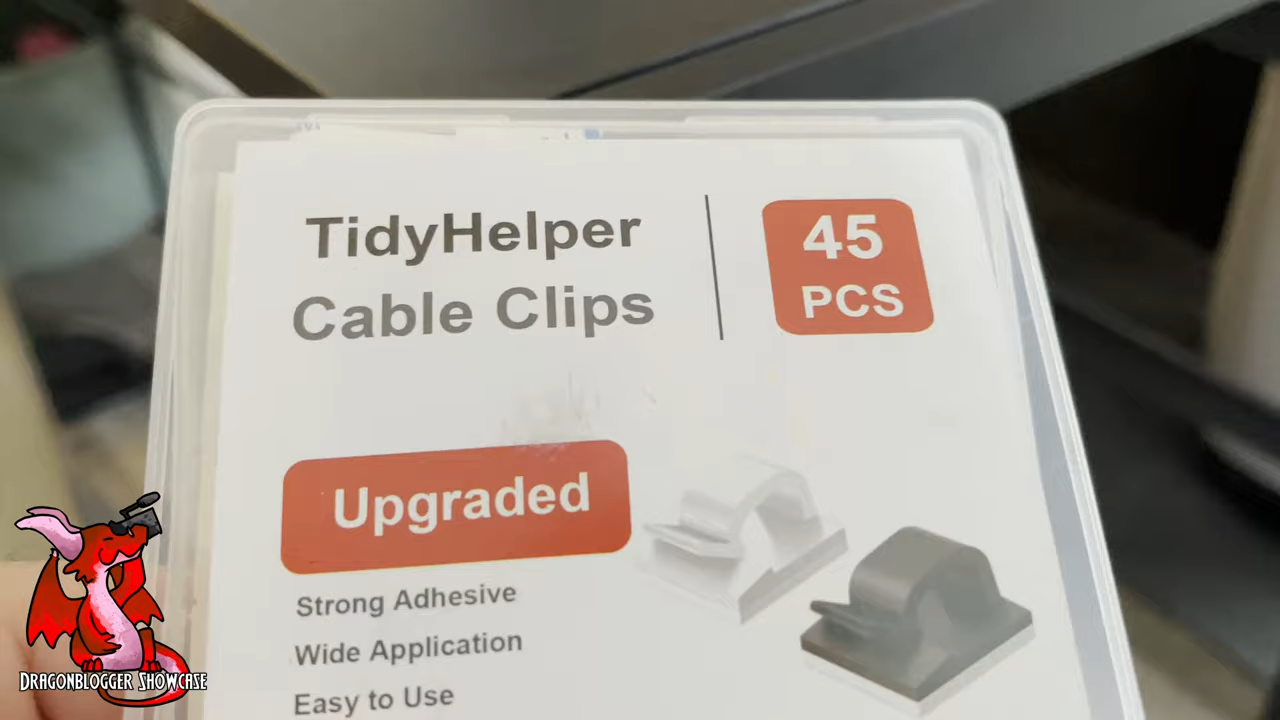 TidyHelper
Cable Clips
45
PCS
Upgraded
Strong Adhesive
Wide Application
Easy to Use
DRAGONBLOGGER SHOWCASE